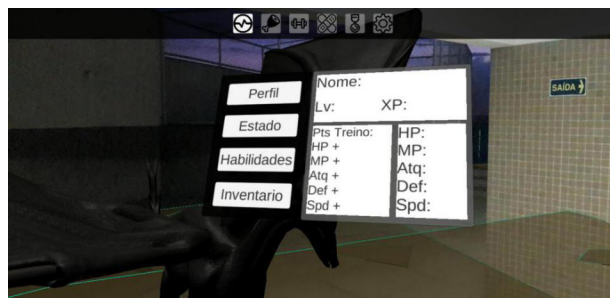 SAÍDA
Perfil
Estado
Habilidades
Inventario
Nome:
Lv: XP:
Pts Treino:
HP +
MP +
Atq +
Def +
Spd +
HP:
MP:
Atq:
Def:
Spd: